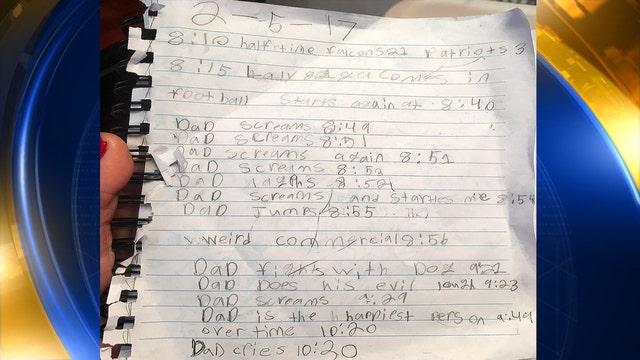 2-5-17
8:10 halftime falcons 21 Patriots 3
8:15 Lady gaga comes in
football starts again at 8:40
DaD screams 8:49
DaD screams 8:51
DaD screams again 8:51
DaD screams 8:52
DaD laghs 8:52
DaD screams and startles me 8:54
DaD Jumps 8:55
weird commercial 8:56
DaD fights with Dog 9:21
DaD Does his evil 9:23
DaD screams 9:29
DaD is the happiest person 9:49
over time 10:20
DaD cries 10:20